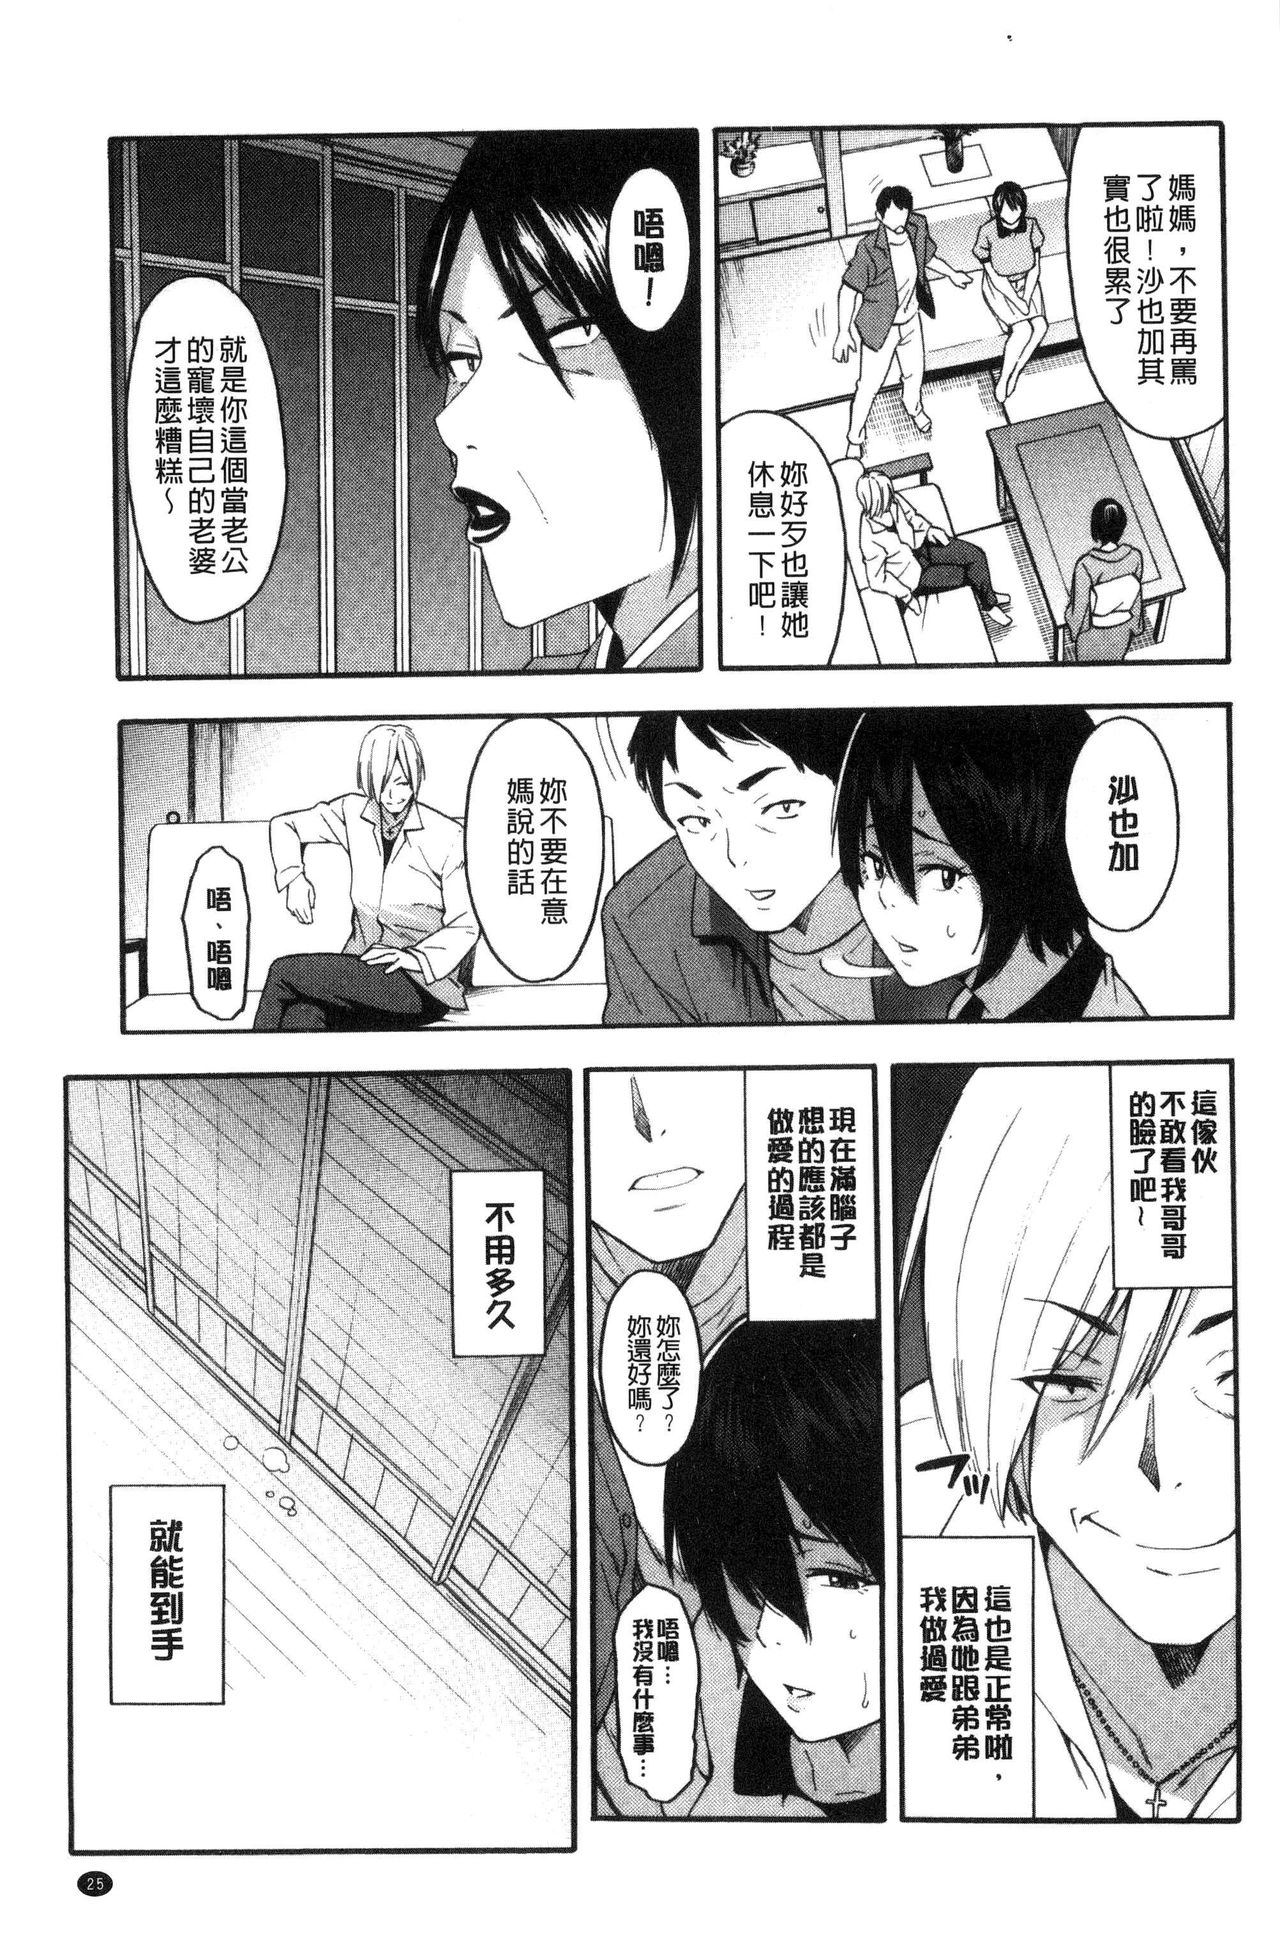 媽媽，不要再罵
了啦！沙也加其
實也很累了
妳好歹也讓她
休息一下吧！
唔嗯！
就是你這個當老公
的寵壞自己的老婆
才這麼糟糕～
沙也加
妳不要在意
媽說的話
唔、唔嗯
這傢伙
不敢看我哥哥
的臉了吧～
フッ
這也是正常啦，
因為她跟弟弟
我做過愛
現在滿腦子
想的應該都是
做愛的過程
妳怎麼了？
妳還好嗎？
唔嗯…
我沒有什麼事…
不用多久
就能到手
25